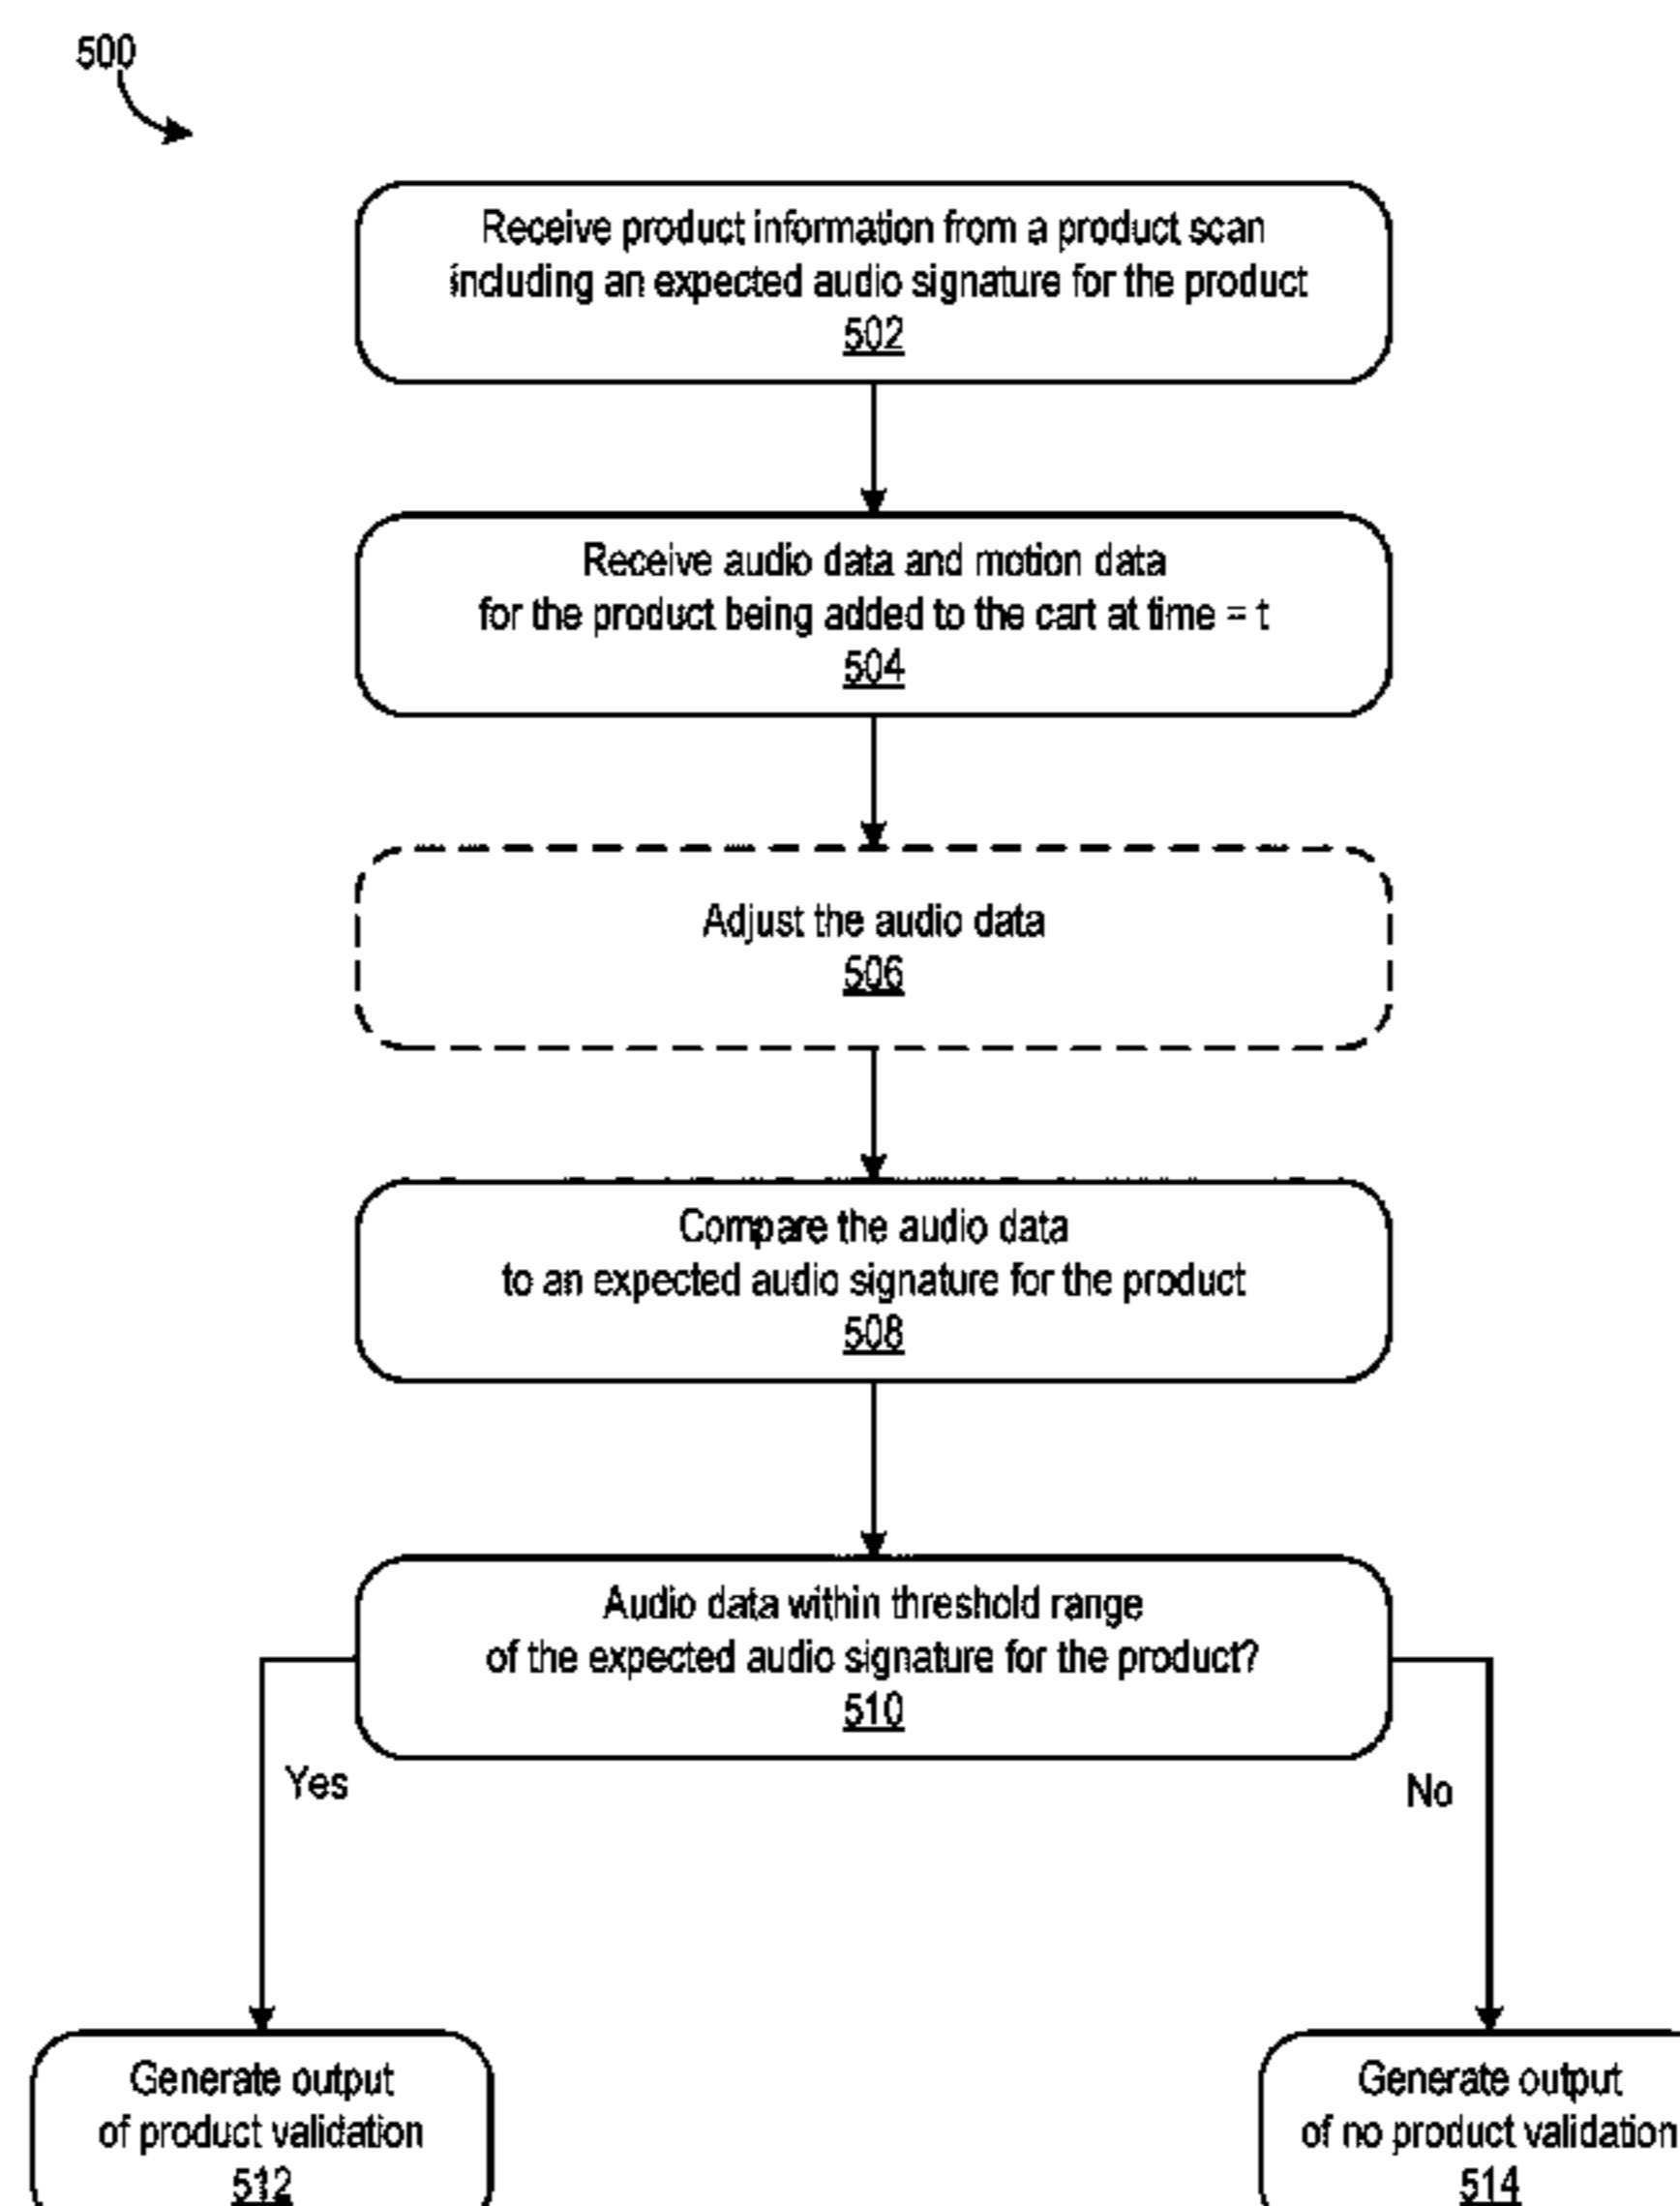 500
Receive product information from a product scan
including an expected audio signature for the product
502
Receive audio data and motion data
for the product being added to the cart at time = t
504
Adjust the audio data
506
Compare the audio data
to an expected audio signature for the product
508
Audio data within threshold range
of the expected audio signature for the product?
510
Yes
No
Generate output
of product validation
512
Generate output
of no product validation
514